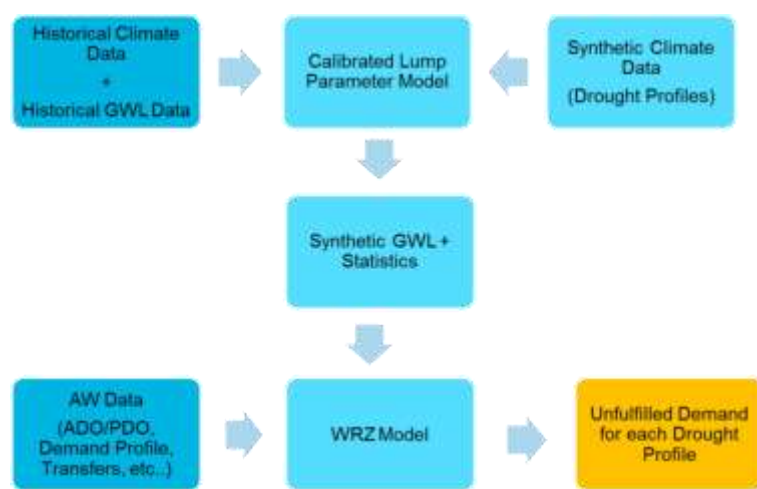 Historical Climate
Data
+
Historical GWL Data
Calibrated Lump
Parameter Model
Synthetic Climate
Data
(Drought Profiles)
Synthetic GWL +
Statistics
AW Data
(ADO/PDO,
Demand Profile,
Transfers, etc..)
WRZ Model
Unfulfilled Demand
for each Drought
Profile